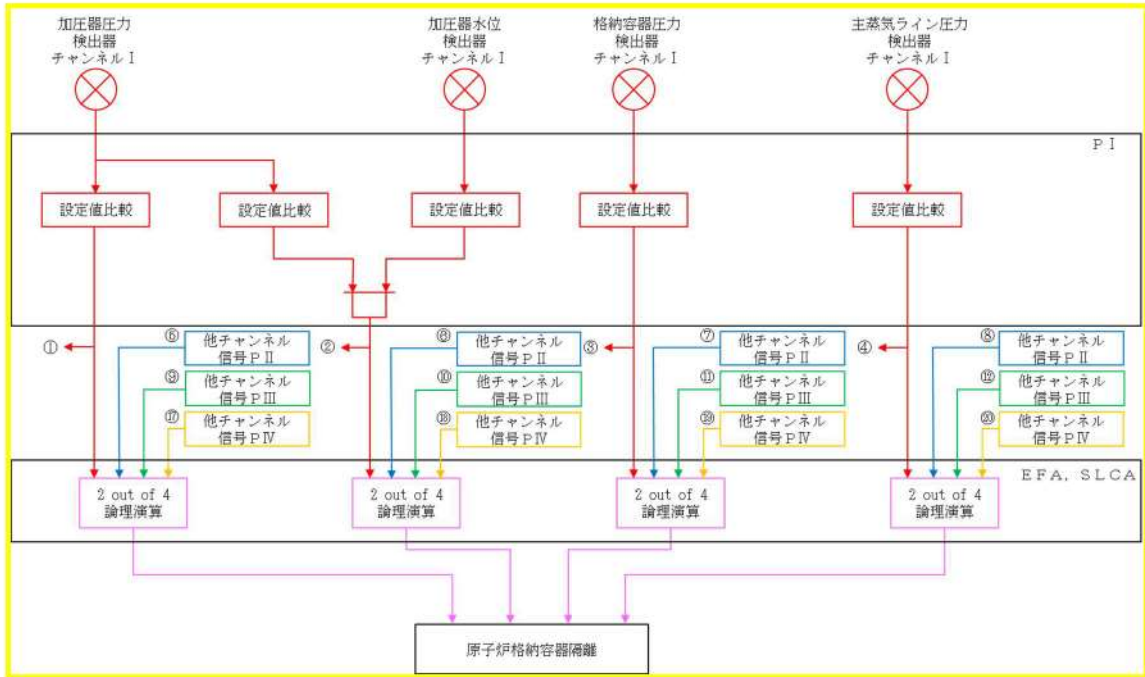 加圧器圧力
検出器
チャンネルⅠ
加圧器水位
検出器
チャンネルⅠ
格納容器圧力
検出器
チャンネルⅠ
主蒸気ライン圧力
検出器
チャンネルⅠ
PⅠ
設定値比較
設定値比較
設定値比較
設定値比較
設定値比較
①
⑤
他チャンネル
信号PⅡ
⑨
他チャンネル
信号PⅢ
⑰
他チャンネル
信号PⅣ
②
⑥
他チャンネル
信号PⅡ
⑩
他チャンネル
信号PⅢ
⑱
他チャンネル
信号PⅣ
③
⑦
他チャンネル
信号PⅡ
⑪
他チャンネル
信号PⅢ
⑲
他チャンネル
信号PⅣ
④
⑧
他チャンネル
信号PⅡ
⑫
他チャンネル
信号PⅢ
⑳
他チャンネル
信号PⅣ
EFA, SLCA
2 out of 4
論理演算
2 out of 4
論理演算
2 out of 4
論理演算
2 out of 4
論理演算
原子炉格納容器隔離